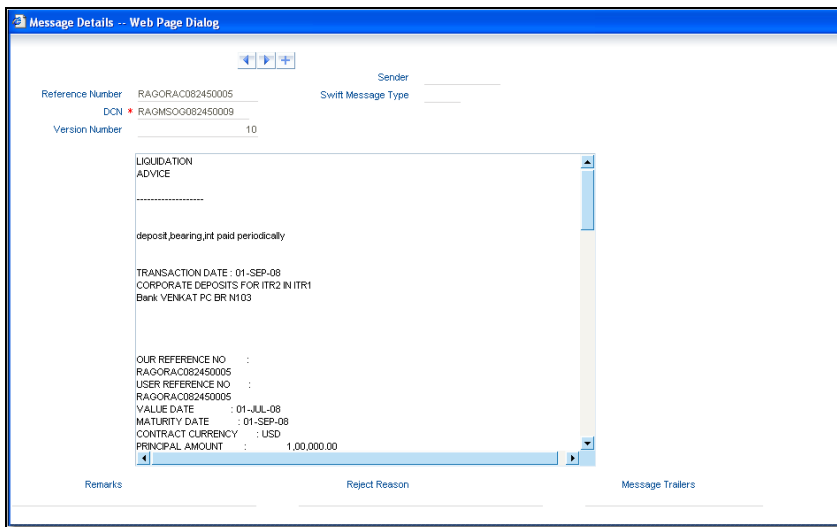 Message Details -- Web Page Dialog
Sender
Reference Number RAGORAC082450005 Swift Message Type
DCN * RAGMSOG082450009
Version Number 10
LIQUIDATION
ADVICE
-------------------
deposit,bearing,int paid periodically
TRANSACTION DATE : 01-SEP-08
CORPORATE DEPOSITS FOR ITR2 IN ITR1
Bank VENKAT PC BR N103
OUR REFERENCE NO :
RAGORAC082450005
USER REFERENCE NO :
RAGORAC082450005
VALUE DATE : 01-JUL-08
MATURITY DATE : 01-SEP-08
CONTRACT CURRENCY : USD
PRINCIPAL AMOUNT : 1,00,000.00
Remarks Reject Reason Message Trailers